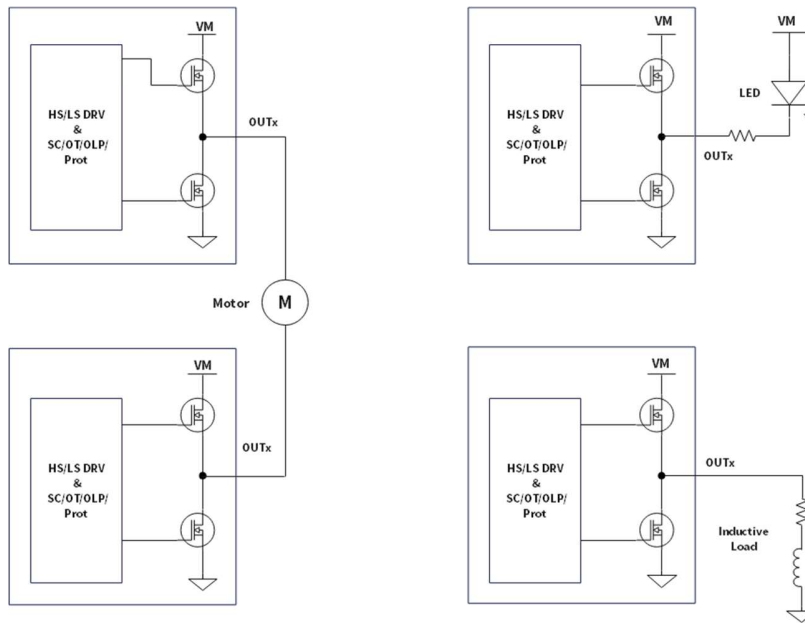 VM
HS/LS DRV
&
SC/OT/OLP/
Prot
OUTx
VM
VM
LED
HS/LS DRV
&
SC/OT/OLP/
Prot
OUTx
Motor
M
VM
HS/LS DRV
&
SC/OT/OLP/
Prot
OUTx
VM
HS/LS DRV
&
SC/OT/OLP/
Prot
OUTx
Inductive
Load